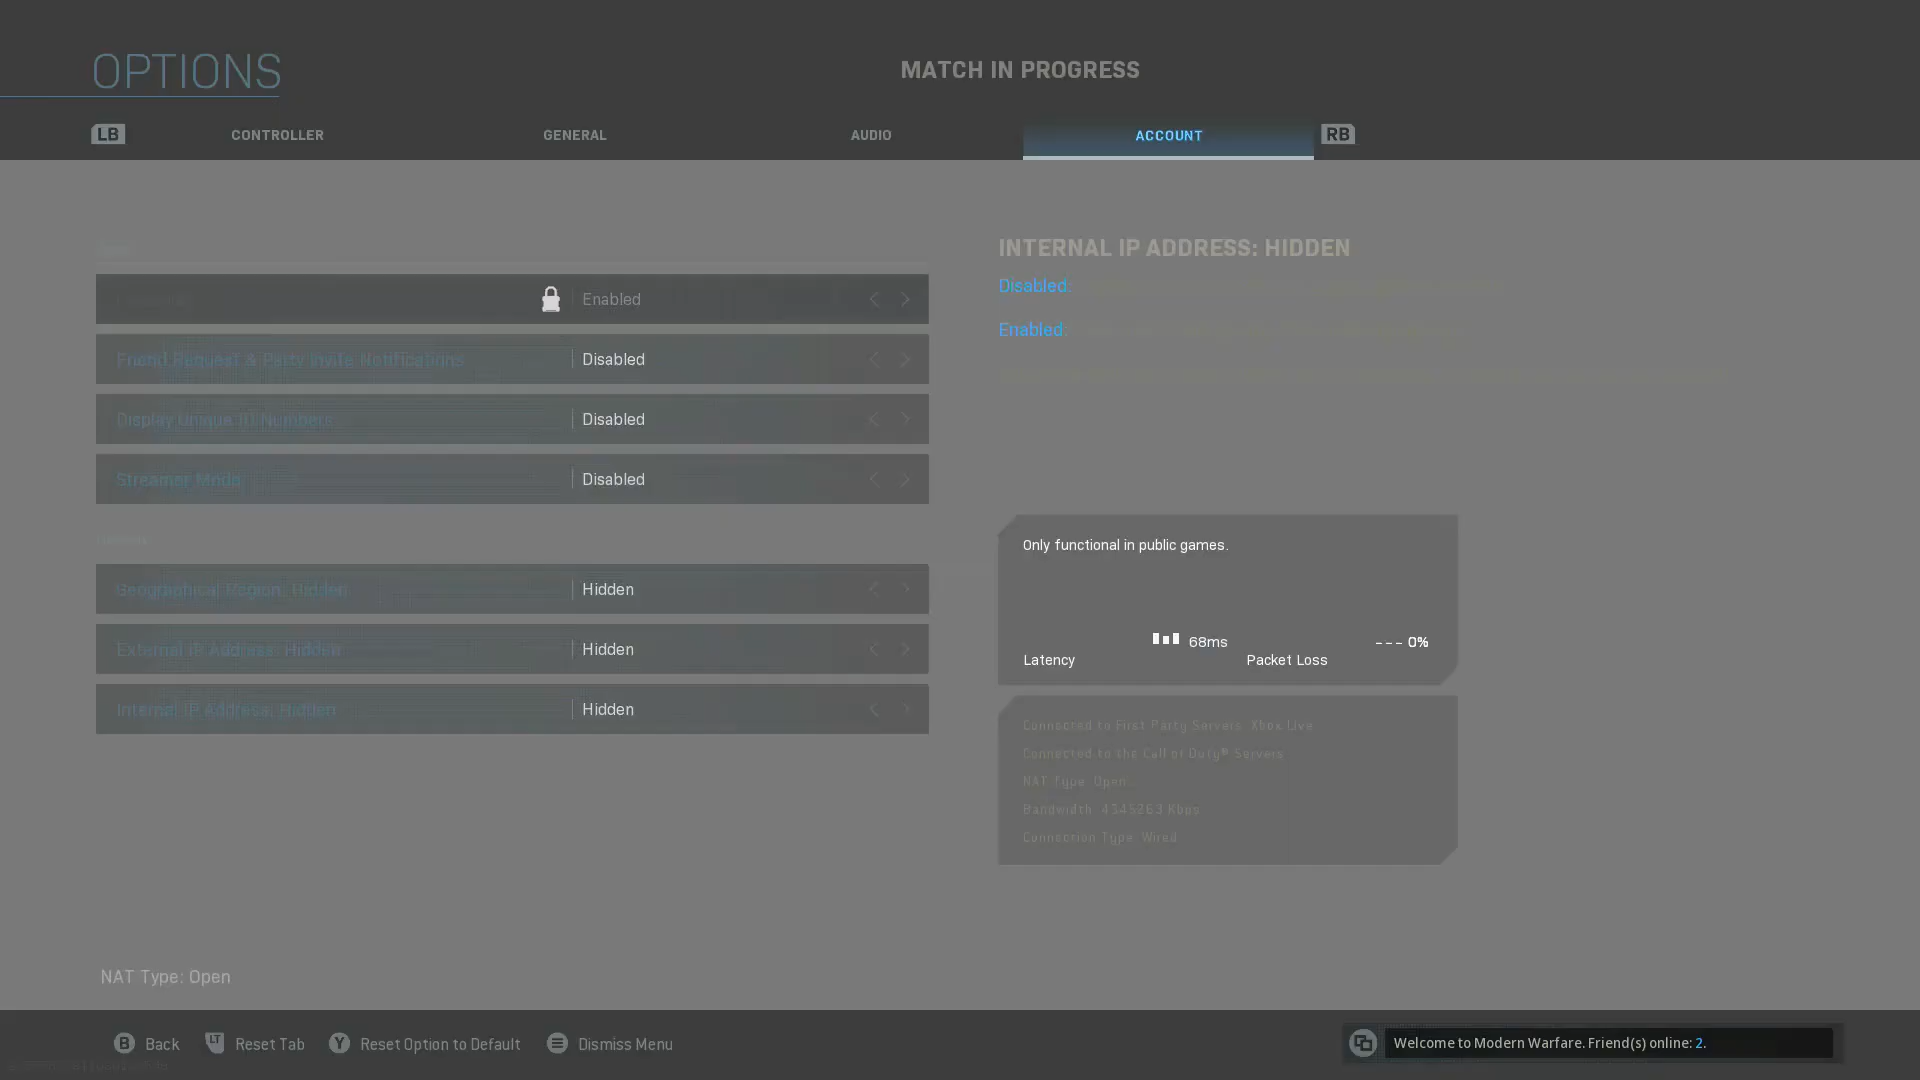 OPTIONS
MATCH IN PROGRESS
LB CONTROLLER GENERAL AUDIO ACCOUNT RB
INTERNAL IP ADDRESS: HIDDEN
Disabled:
Enabled:
Enabled
Friend Request & Party Invite Notifications Disabled
Display Unique ID Numbers Disabled
Streamer Mode Disabled
Geographical Region: Hidden Hidden
External IP Address: Hidden Hidden
Internal IP Address: Hidden Hidden
Only functional in public games.
68ms --- 0%
Latency Packet Loss
Connected to First Party Servers: Xbox Live
Connected to the Call of Duty® Servers
NAT Type: Open
Bandwidth: Kbps
Connection Type: Wired
NAT Type: Open
B Back LT Reset Tab Y Reset Option to Default Dismiss Menu
Welcome to Modern Warfare. Friend(s) online: 2.